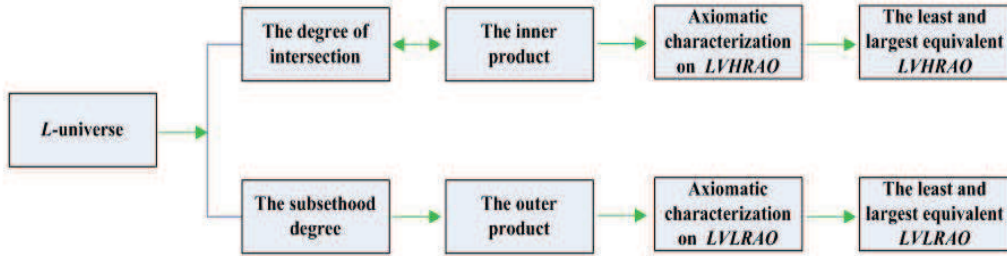 L-universe
The degree of
intersection
The inner
product
Axiomatic
characterization
on LVHRAO
The least and
largest equivalent
LVHRAO
The subsethood
degree
The outer
product
Axiomatic
characterization
on LVLRAO
The least and
largest equivalent
LVLRAO